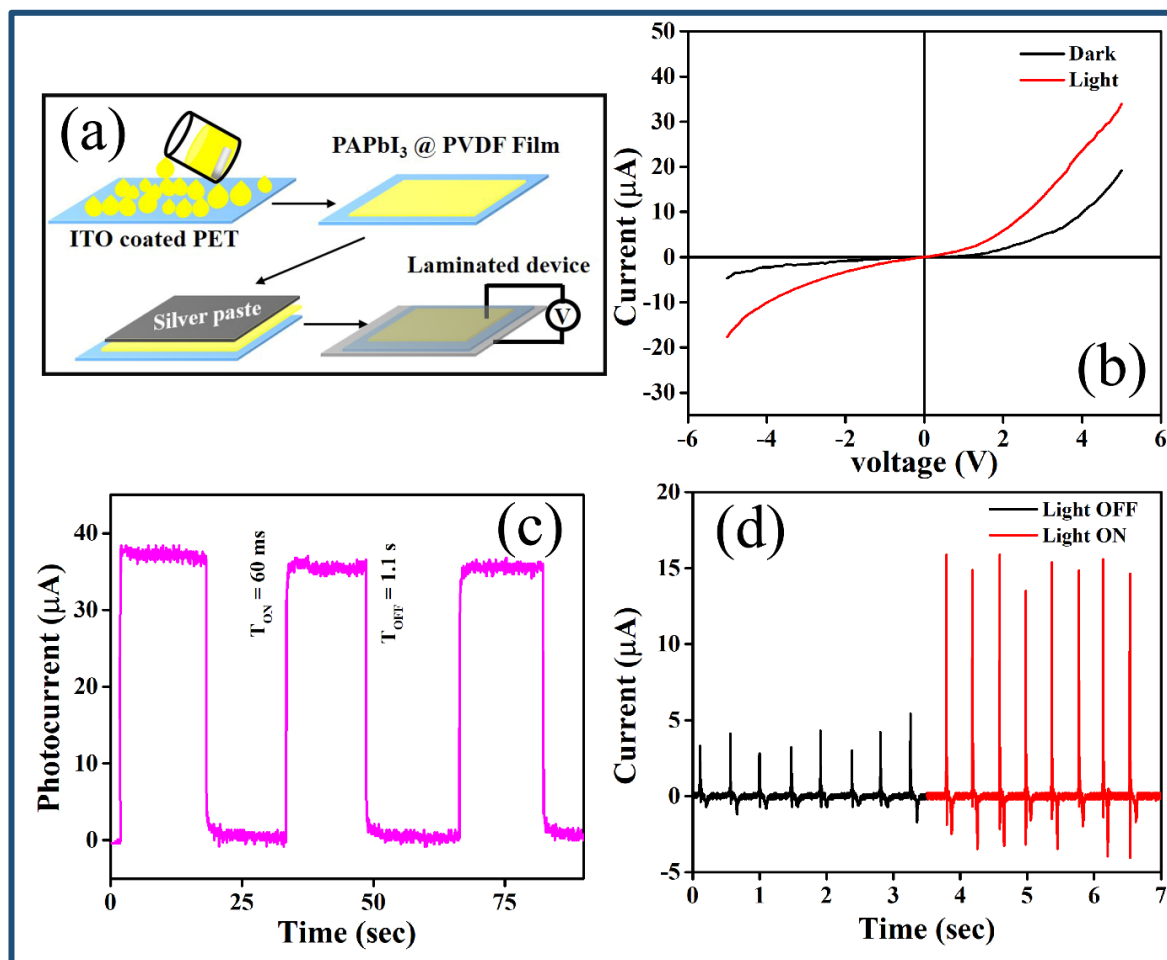 (a)
PAPbI₃ @ PVDF Film
ITO coated PET
Laminated device
Silver paste
V
50
40
30
20
10
0
-10
-20
-30
Current (μA)
Dark
Light
(b)
-6 -4 -2 0 2 4 6
voltage (V)
40
30
20
10
0
Photocurrent (μA)
(c)
T_ON = 60 ms
T_OFF = 1.1 s
0 25 50 75
Time (sec)
20
15
10
5
0
-5
Current (μA)
(d)
Light OFF
Light ON
0 1 2 3 4 5 6 7
Time (sec)